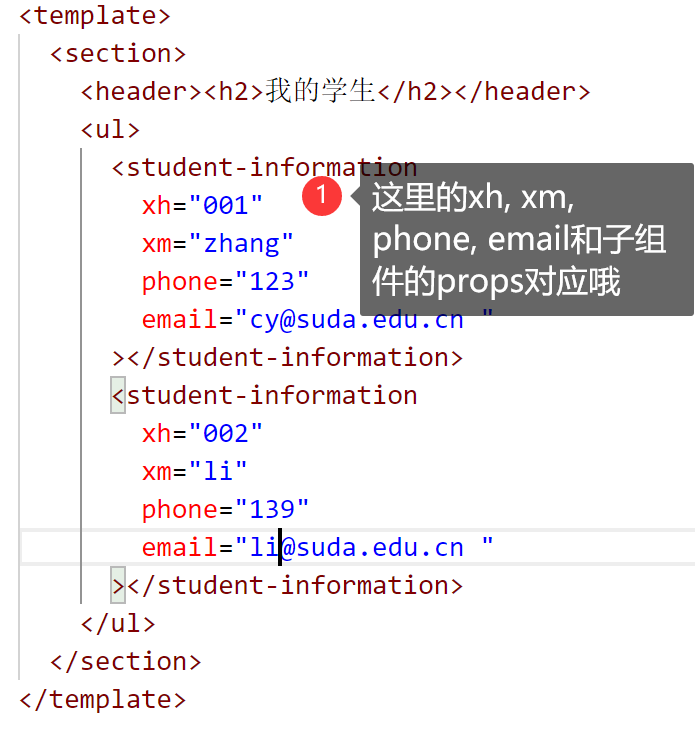 <template>
<section>
<header><h2>我的学生</h2></header>
<ul>
<student-information
xh="001"
1
这里的xh, xm,
phone, email和子组
件的props对应哦
xm="zhang"
phone="123"
email="cy@suda.edu.cn "
></student-information>
<student-information
xh="002"
xm="li"
phone="139"
email="li@suda.edu.cn "
></student-information>
</ul>
</section>
</template>